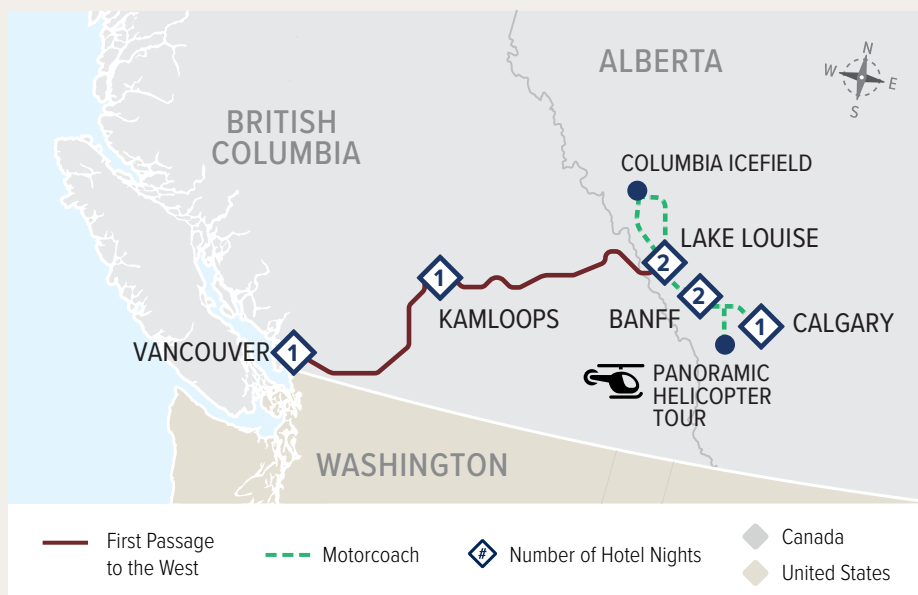 ALBERTA
N
W
E
S
BRITISH
COLUMBIA
COLUMBIA ICEFIELD
LAKE LOUISE
2
1
KAMLOOPS
2
BANFF
1
CALGARY
VANCOUVER
1
PANORAMIC
HELICOPTER
TOUR
WASHINGTON
First Passage
to the West
Motorcoach
#
Number of Hotel Nights
Canada
United States